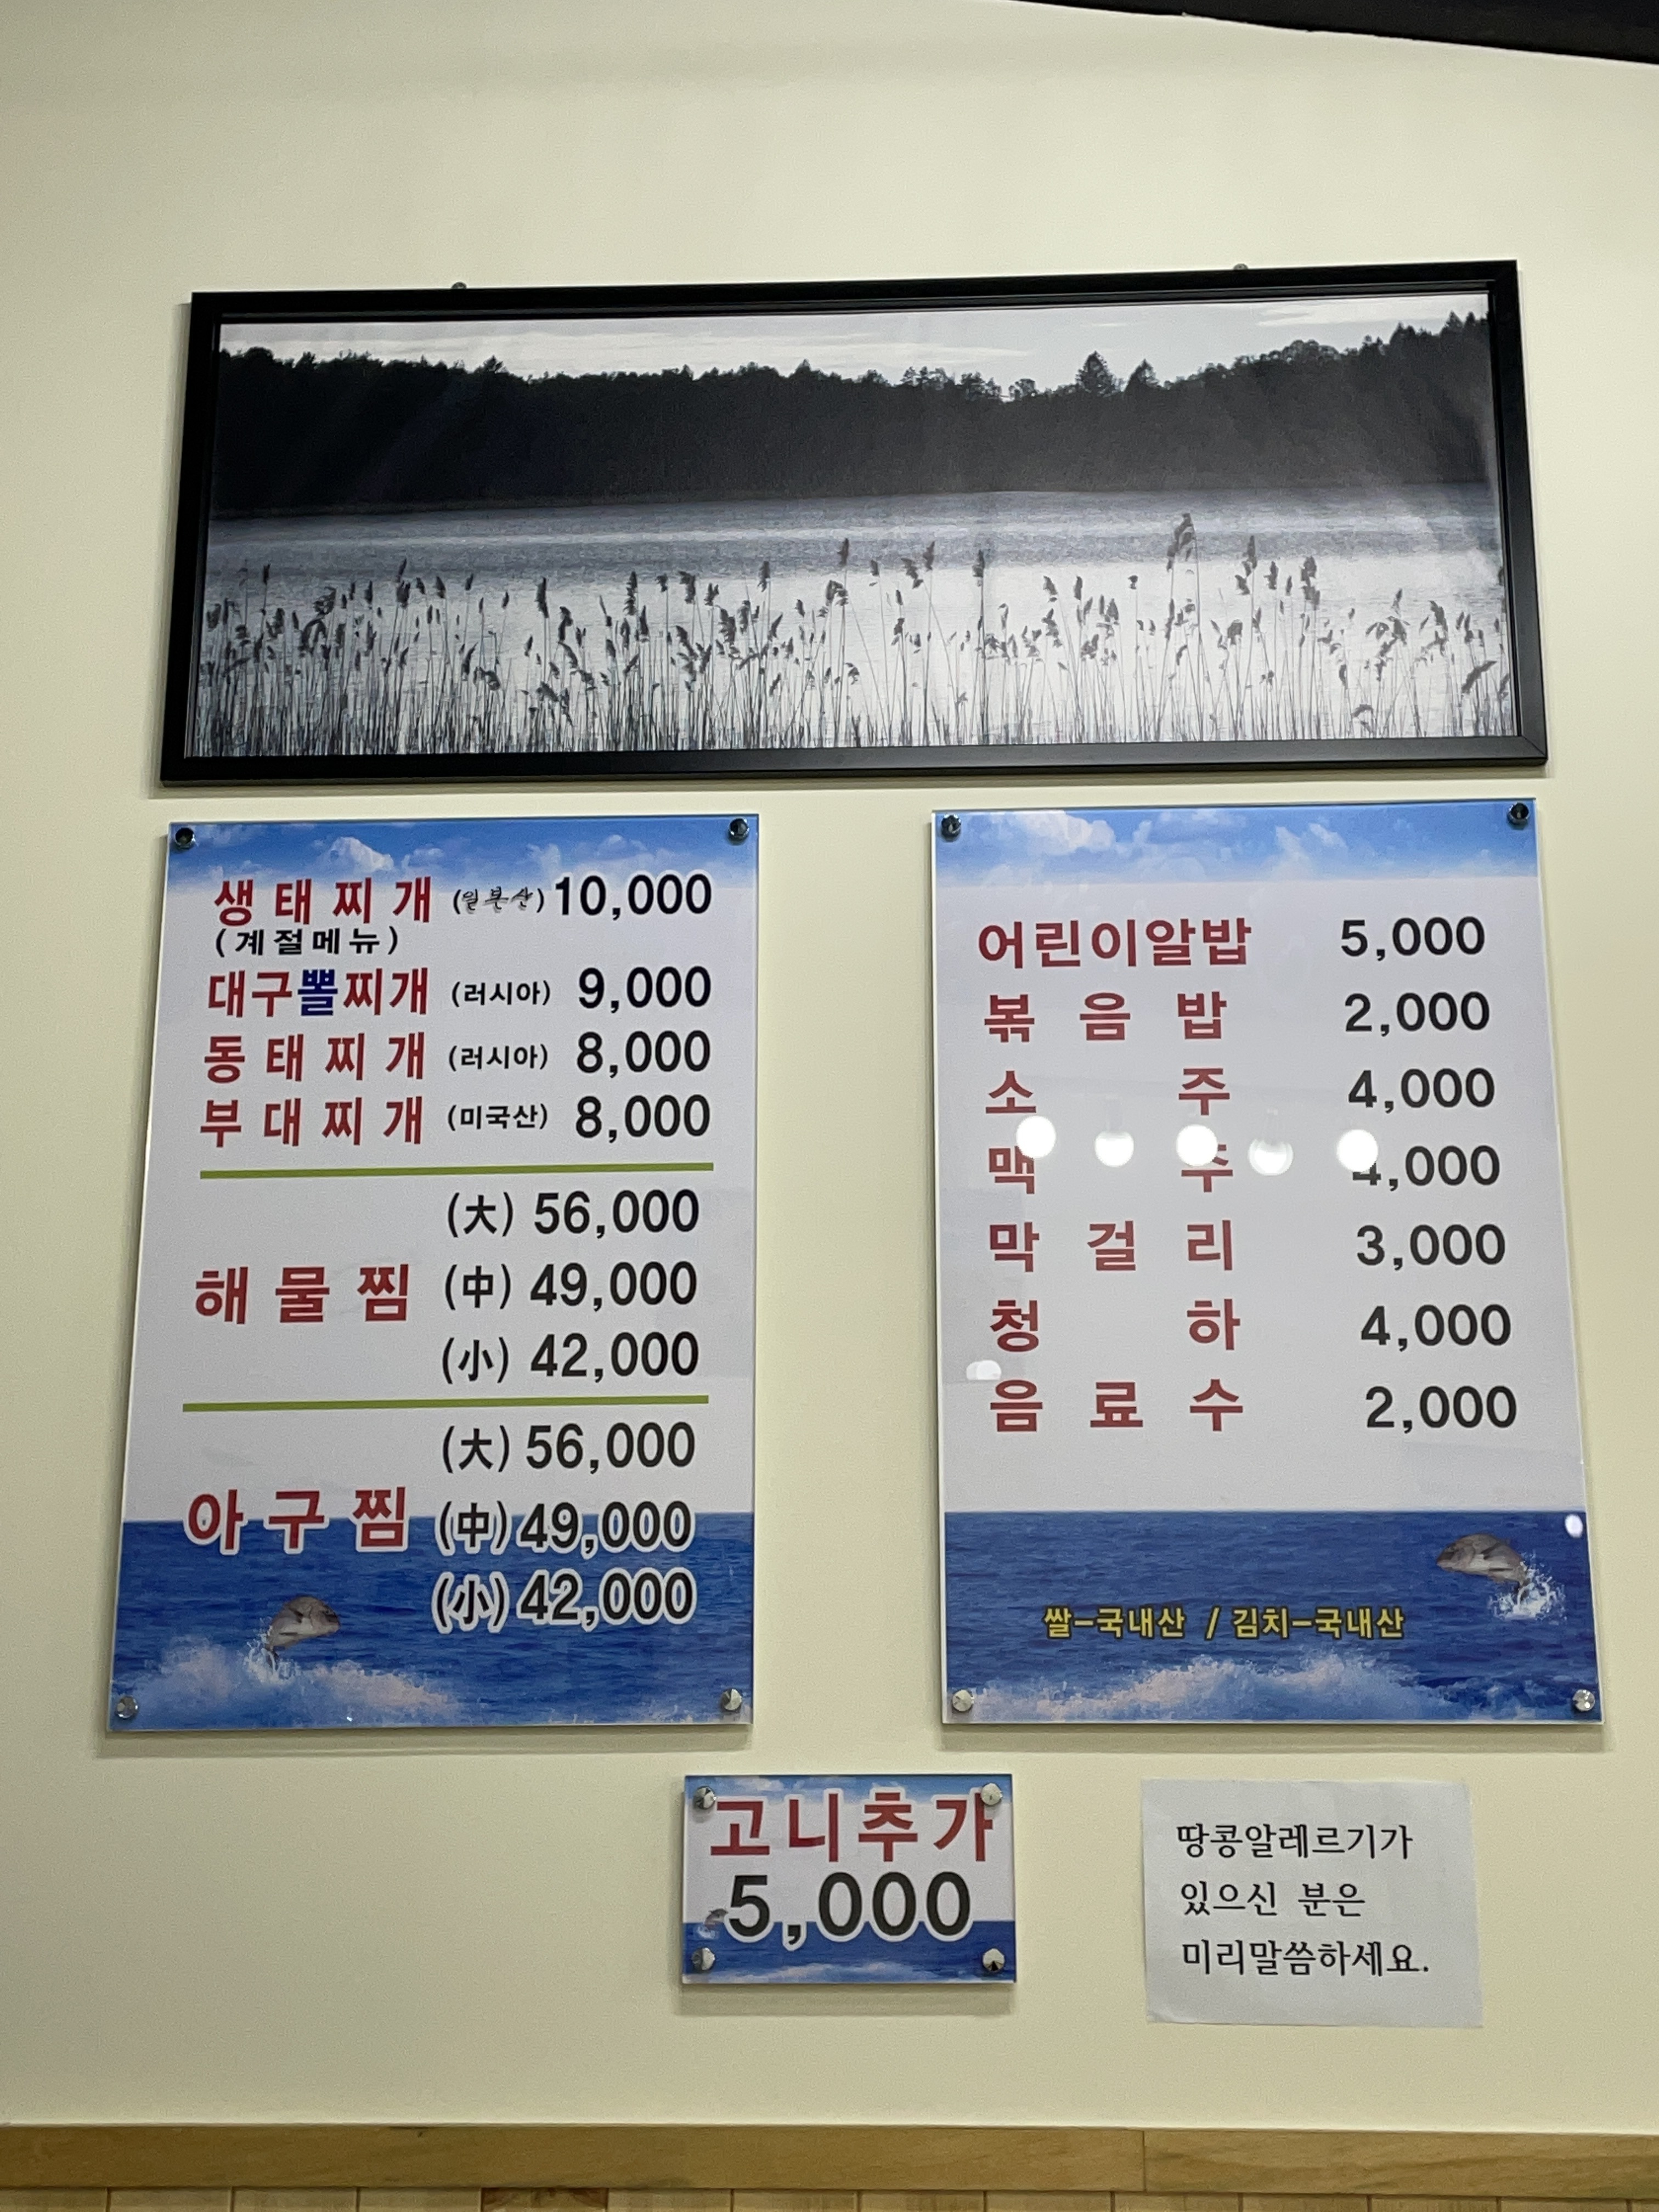 생태찌개 (일본산) 10,000
(계절메뉴)
대구뽈찌개 (러시아) 9,000
동태찌개 (러시아) 8,000
부대찌개 (미국산) 8,000
(大) 56,000
해물찜 (中) 49,000
(小) 42,000
(大) 56,000
아구찜 (中) 49,000
(小) 42,000
어린이알밥 5,000
볶음밥 2,000
소주 4,000
맥주 4,000
막걸리 3,000
청하 4,000
음료수 2,000
쌀-국내산 / 김치-국내산
고니추가
5,000
땅콩알레르기가
있으신 분은
미리말씀하세요.